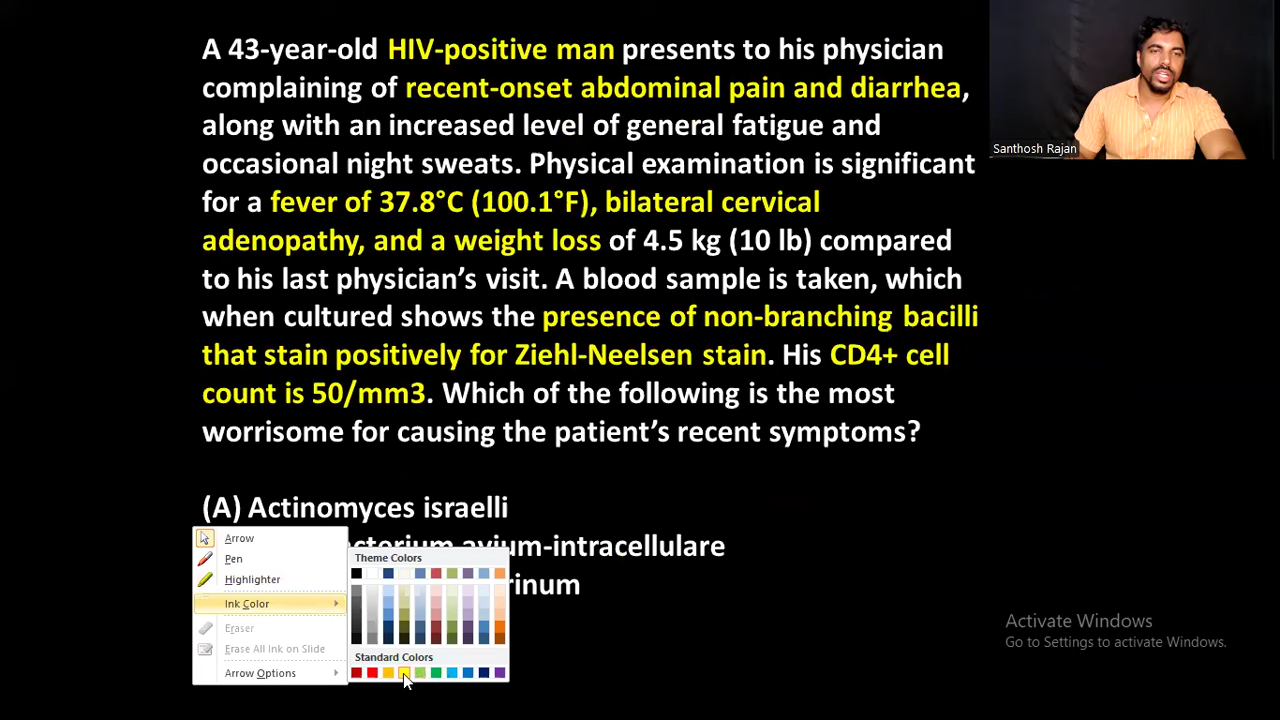 A 43-year-old HIV-positive man presents to his physician
complaining of recent-onset abdominal pain and diarrhea,
along with an increased level of general fatigue and
occasional night sweats. Physical examination is significant
for a fever of 37.8°C (100.1°F), bilateral cervical
adenopathy, and a weight loss of 4.5 kg (10 lb) compared
to his last physician's visit. A blood sample is taken, which
when cultured shows the presence of non-branching bacilli
that stain positively for Ziehl-Neelsen stain. His CD4+ cell
count is 50/mm3. Which of the following is the most
worrisome for causing the patient's recent symptoms?
Santhosh Rajan
(A) Actinomyces israelli
avium-intracellulare
Arrow
Pen
Highlighter
Ink Color
Eraser
Erase All Ink on Slide
Arrow Options
Theme Colors
Standard Colors
Activate Windows
Go to Settings to activate Windows.